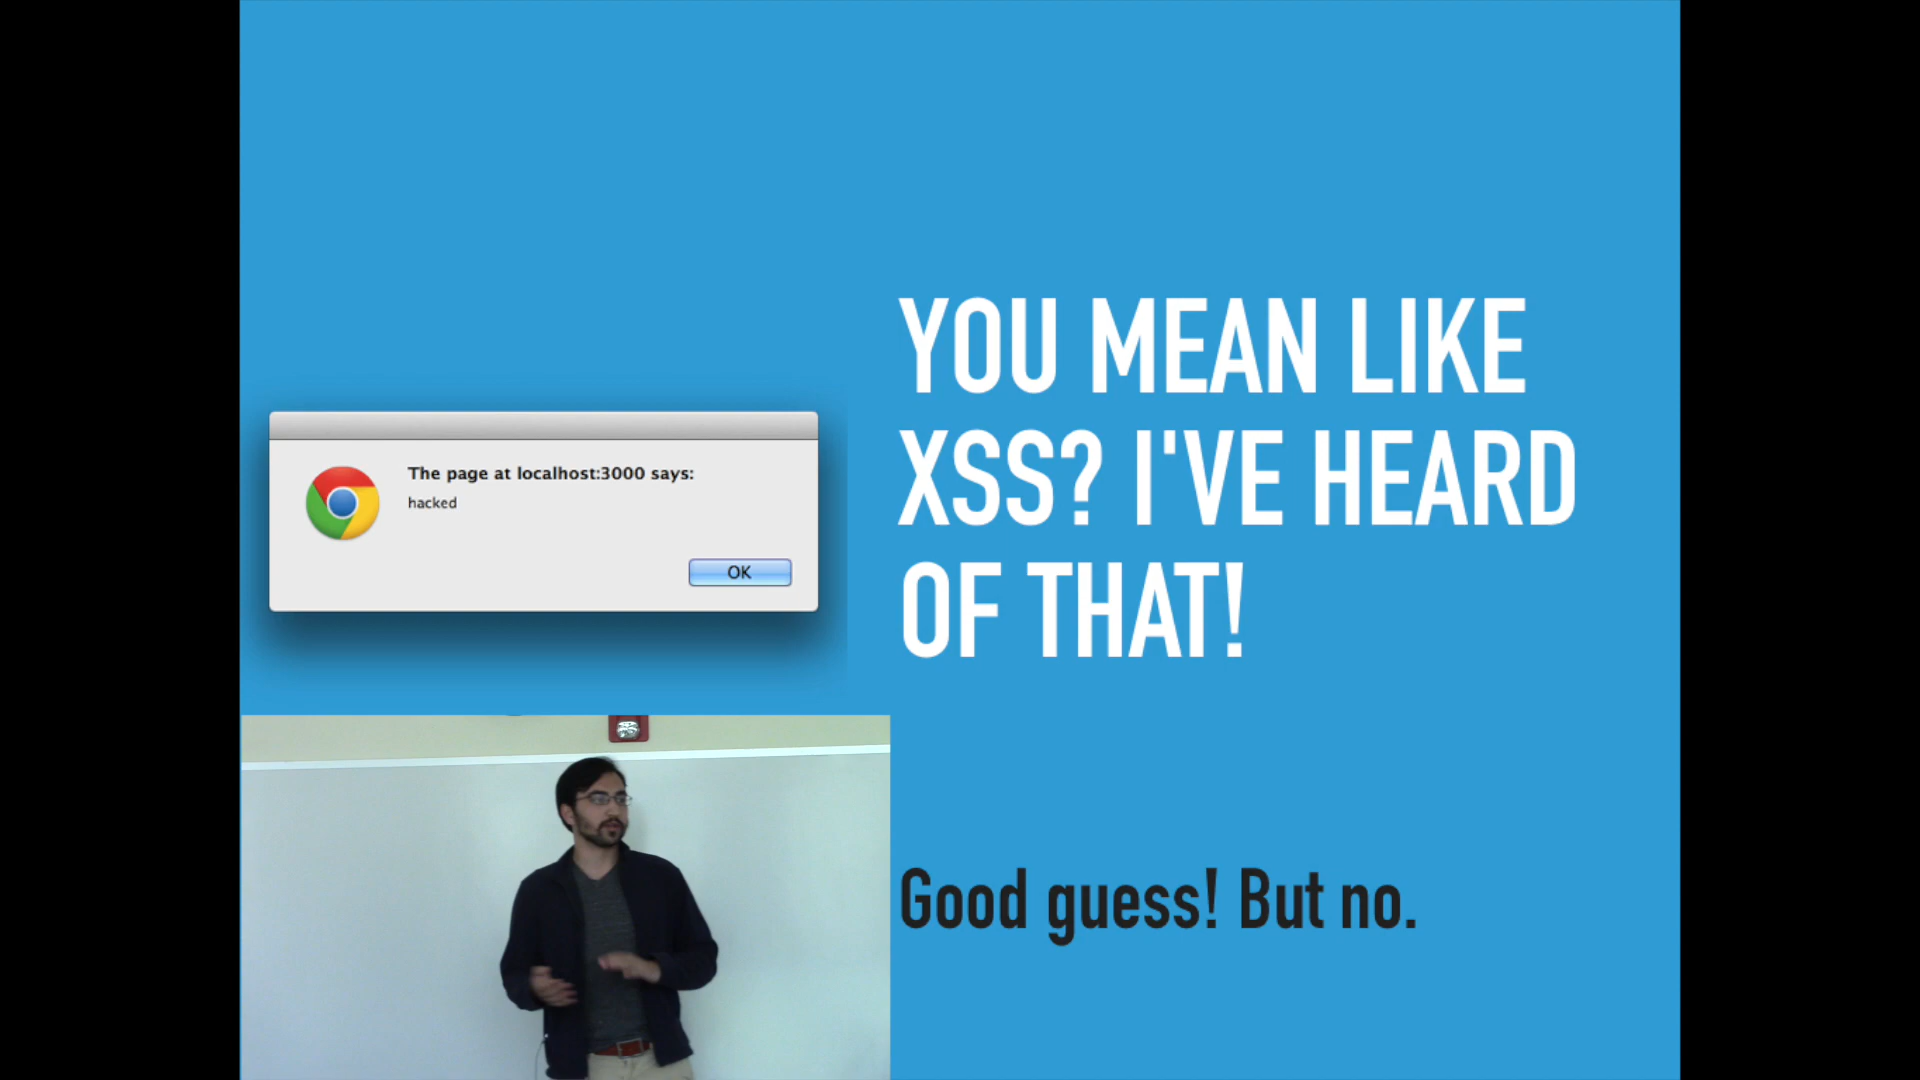 YOU MEAN LIKE
XSS? I'VE HEARD
OF THAT!
The page at localhost:3000 says:
hacked
OK
Good guess! But no.